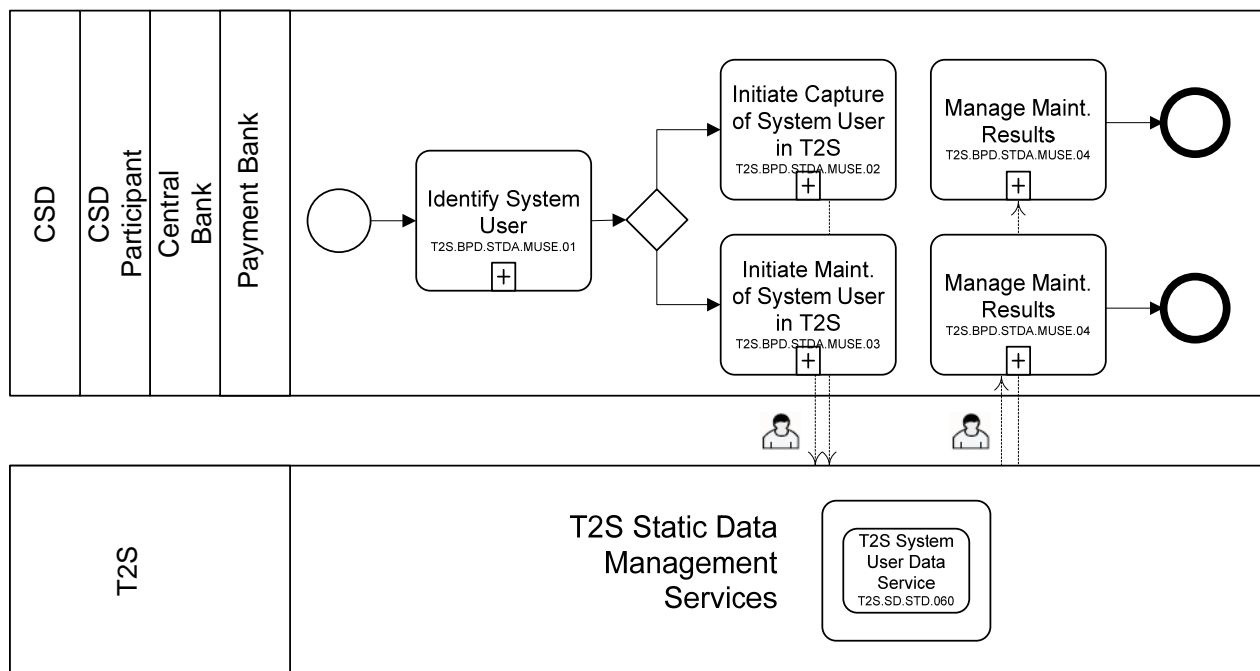 CSD
CSD
Participant
Central
Bank
Payment Bank
Identify System
User
T2S.BPD.STDA.MUSE.01
Initiate Capture
of System User
in T2S
T2S.BPD.STDA.MUSE.02
Manage Maint.
Results
T2S.BPD.STDA.MUSE.04
Initiate Maint.
of System User
in T2S
T2S.BPD.STDA.MUSE.03
Manage Maint.
Results
T2S.BPD.STDA.MUSE.04
T2S
T2S Static Data
Management
Services
T2S System
User Data
Service
T2S.SD.STD.060